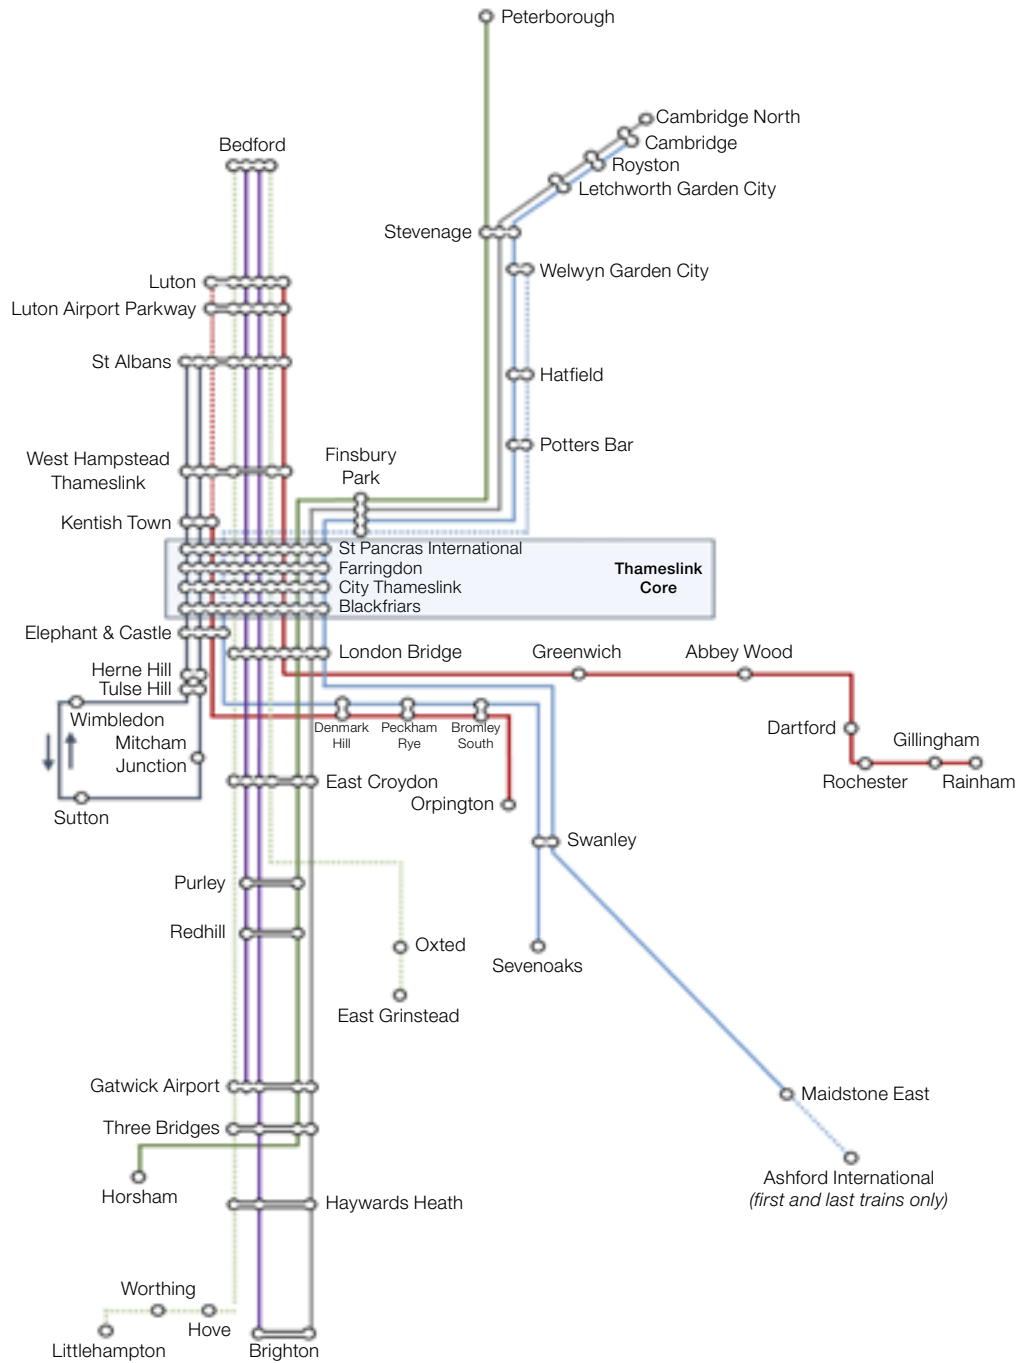 Peterborough
Cambridge North
Cambridge
Bedford
Royston
Letchworth Garden City
Stevenage
Welwyn Garden City
Luton
Luton Airport Parkway
St Albans
Hatfield
Potters Bar
West Hampstead
Thameslink
Finsbury
Park
Kentish Town
St Pancras International
Farringdon
City Thameslink
Blackfriars
Thameslink
Core
Elephant & Castle
London Bridge
Greenwich
Abbey Wood
Herne Hill
Tulse Hill
Wimbledon
Mitcham
Junction
Sutton
Denmark
Hill
Peckham
Rye
Bromley
South
Dartford
Gillingham
Rochester
Rainham
East Croydon
Orpington
Swanley
Purley
Redhill
Oxted
Sevenoaks
East Grinstead
Gatwick Airport
Maidstone East
Three Bridges
Ashford International
(first and last trains only)
Horsham
Haywards Heath
Worthing
Hove
Littlehampton
Brighton